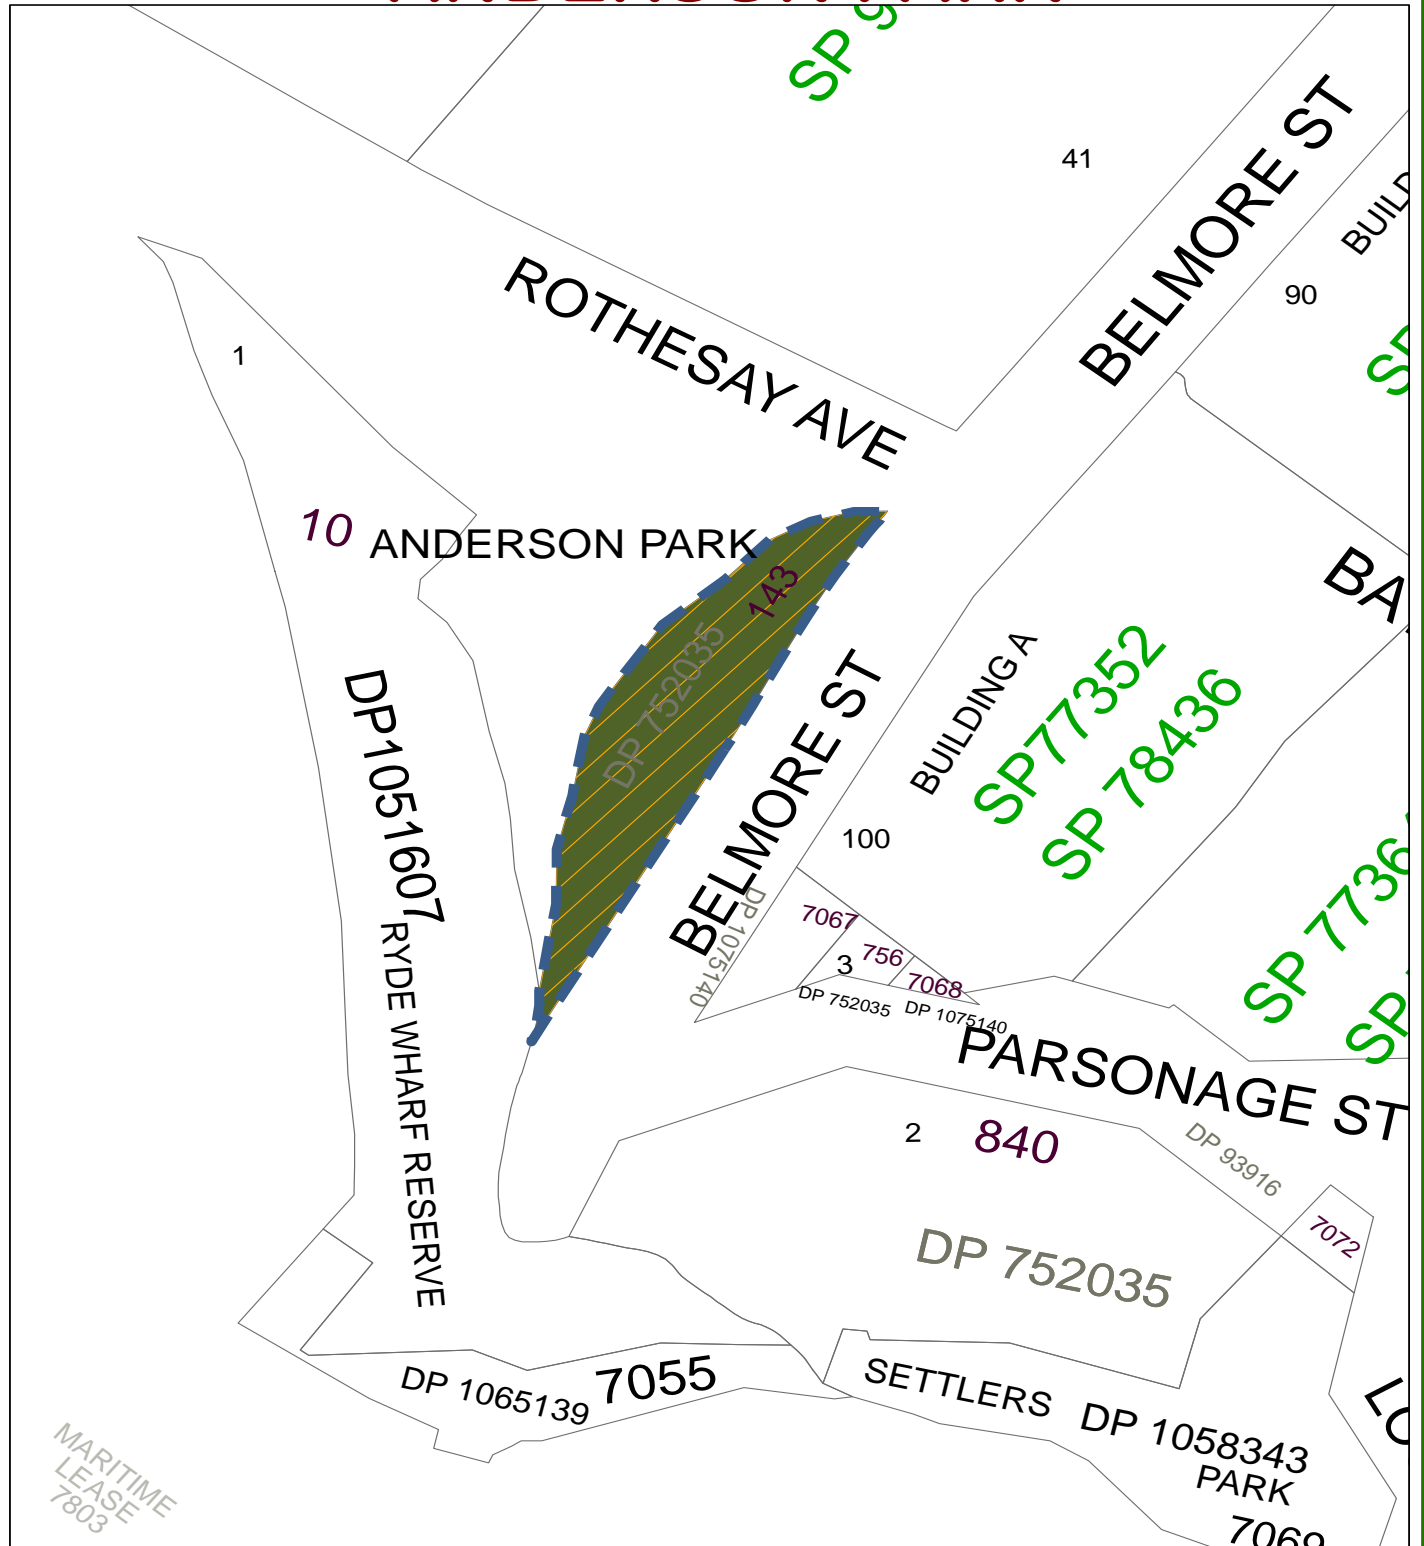 SP 9
41
BELMORE ST
BUILD
90
ROTHESAY AVE
1
10
ANDERSON PARK
143
DP 752035
BA
BELMORE ST
BUILDING A
SP77352
SP 78436
DP1051607
100
SP 7736
SP
DP 1075140
7067
3
756
7068
DP 752035
DP 1075140
RYDE WHARF RESERVE
PARSONAGE ST
2
840
DP 93916
7072
DP 752035
DP 1065139
7055
SETTLERS
DP 1058343
PARK
7069
MARITIME
LEASE
7803